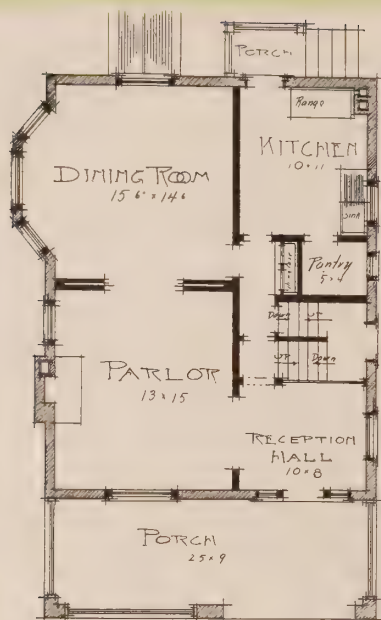 PORCH
Range
KITCHEN
10 x 11
DINING ROOM
15 6" x 14 6
SINK
Pantry
5 x 4
Down UP
UP Down
PARLOR
13 x 15
RECEPTION
HALL
10 x 8
PORCH
25 x 9